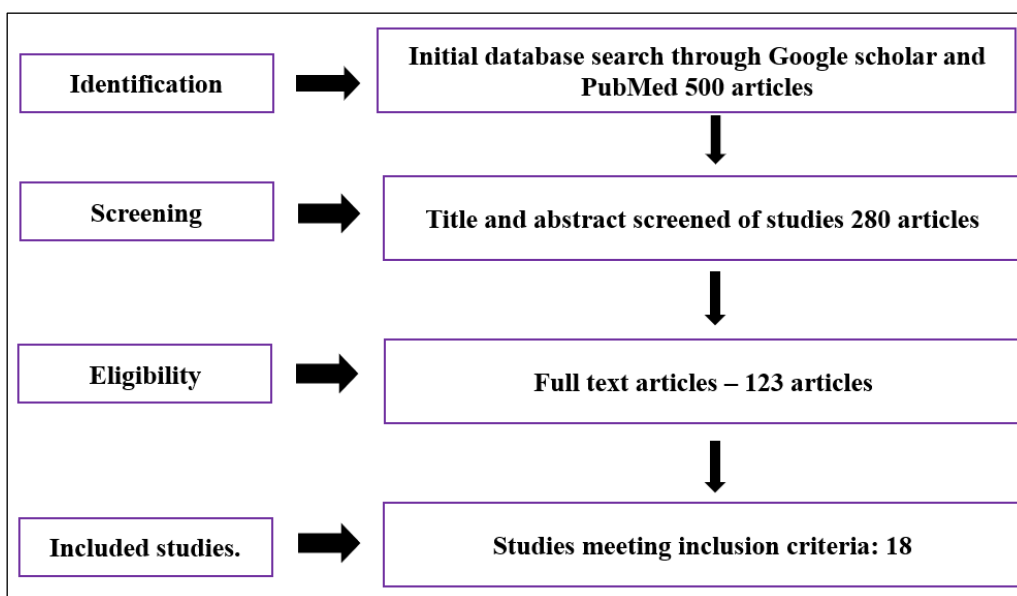 Identification
Initial database search through Google scholar and
PubMed 500 articles
Screening
Title and abstract screened of studies 280 articles
Eligibility
Full text articles – 123 articles
Included studies.
Studies meeting inclusion criteria: 18